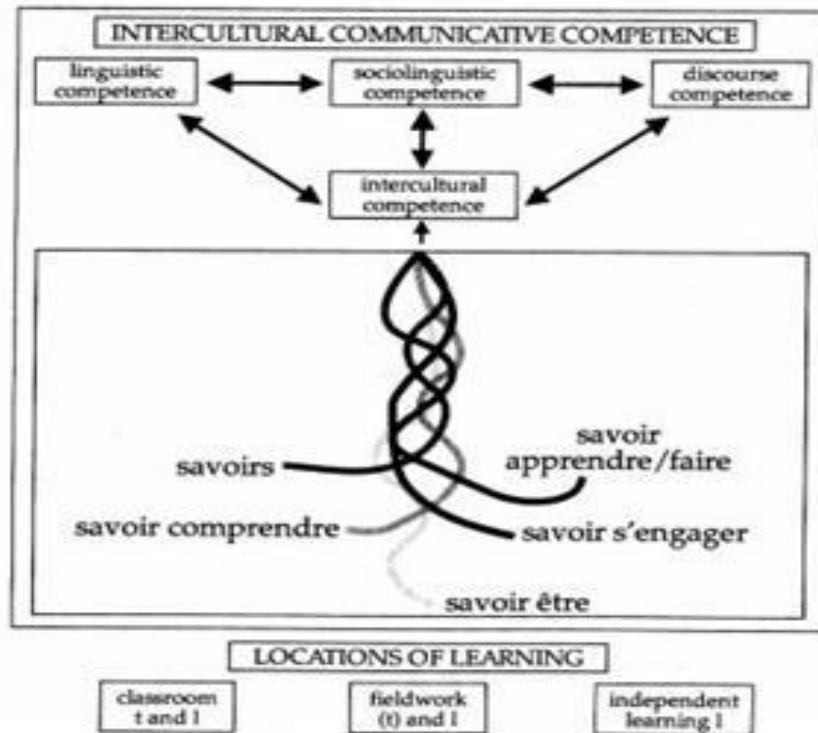 INTERCULTURAL COMMUNICATIVE COMPETENCE
linguistic
competence
sociolinguistic
competence
discourse
competence
intercultural
competence
savoirs
savoir
apprendre/faire
savoir comprendre
savoir s'engager
savoir être
LOCATIONS OF LEARNING
classroom
t and l
fieldwork
(t) and l
independent
learning l